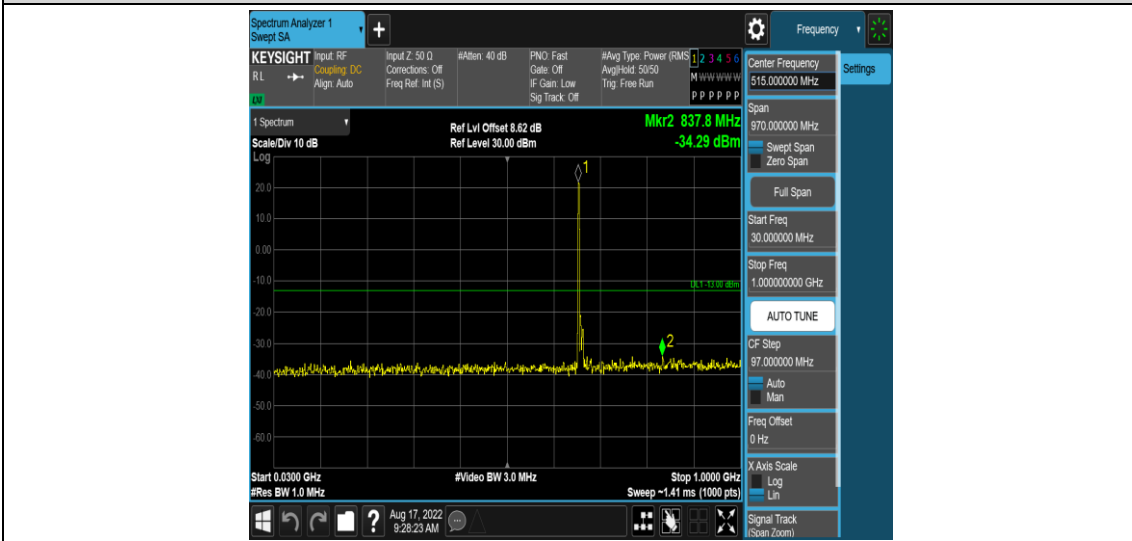 Spectrum Analyzer 1
Swept SA
+
Frequency
KEYSIGHT
RL
LXI
Input: RF
Coupling: DC
Align: Auto
Input Z: 50 Ω
Corrections: Off
Freq Ref: Int (S)
#Atten: 40 dB
PNO: Fast
Gate: Off
IF Gain: Low
Sig Track: Off
#Avg Type: Power (RMS
Avg|Hold: 50/50
Trig: Free Run
1 2 3 4 5 6
M W W W W W
P P P P P P
1 Spectrum
Scale/Div 10 dB
Ref Lvl Offset 8.62 dB
Ref Level 30.00 dBm
Mkr2 837.8 MHz
-34.29 dBm
Log
20.0
10.0
0.00
-10.0
-20.0
-30.0
-40.0
-50.0
-60.0
1
DL1 -13.00 dBm
2
Start 0.0300 GHz
#Res BW 1.0 MHz
#Video BW 3.0 MHz
Stop 1.0000 GHz
Sweep ~1.41 ms (1000 pts)
?
Aug 17, 2022
9:28:23 AM
Center Frequency
515.000000 MHz
Span
970.000000 MHz
Swept Span
Zero Span
Full Span
Start Freq
30.000000 MHz
Stop Freq
1.000000000 GHz
AUTO TUNE
CF Step
97.000000 MHz
Auto
Man
Freq Offset
0 Hz
X Axis Scale
Log
Lin
Signal Track
(Span Zoom)
Settings